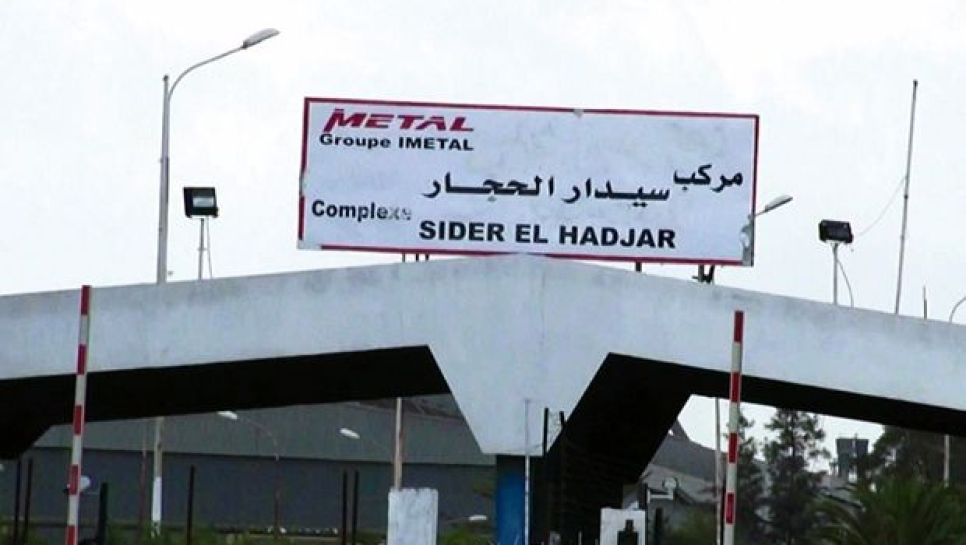 METAL
Groupe IMETAL
مركب سيدار الحجار
Complexe
SIDER EL HADJAR